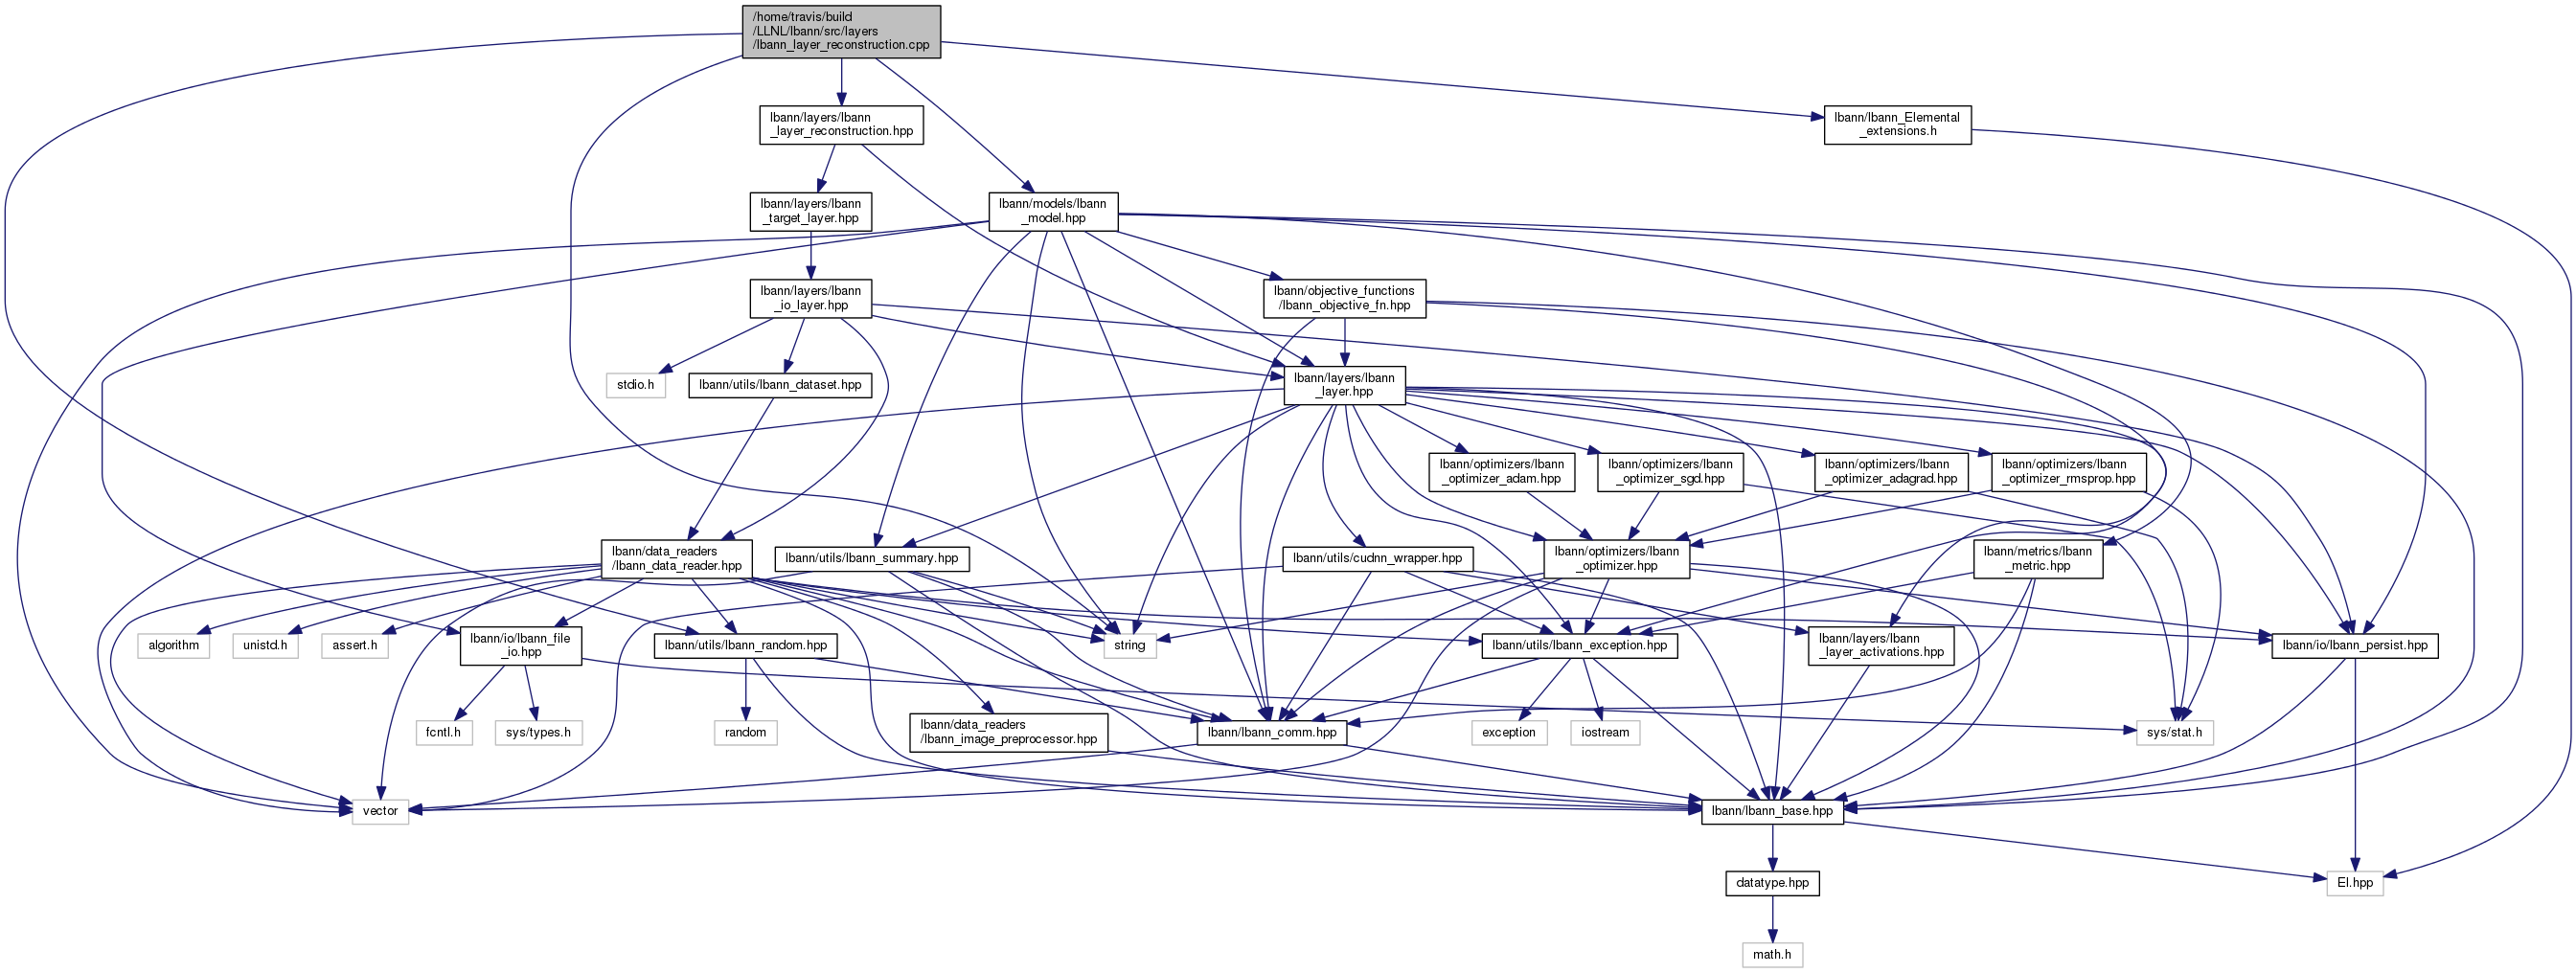 /home/travis/build
/LLNL/lbann/src/layers
/lbann_layer_reconstruction.cpp
lbann/layers/lbann
_layer_reconstruction.hpp
lbann/lbann_Elemental
_extensions.h
lbann/layers/lbann
_target_layer.hpp
lbann/models/lbann
_model.hpp
lbann/layers/lbann
_io_layer.hpp
lbann/objective_functions
/lbann_objective_fn.hpp
stdio.h
lbann/utils/lbann_dataset.hpp
lbann/layers/lbann
_layer.hpp
lbann/optimizers/lbann
_optimizer_adam.hpp
lbann/optimizers/lbann
_optimizer_sgd.hpp
lbann/optimizers/lbann
_optimizer_adagrad.hpp
lbann/optimizers/lbann
_optimizer_rmsprop.hpp
lbann/data_readers
/lbann_data_reader.hpp
lbann/utils/lbann_summary.hpp
lbann/utils/cudnn_wrapper.hpp
lbann/optimizers/lbann
_optimizer.hpp
lbann/metrics/lbann
_metric.hpp
algorithm
unistd.h
assert.h
lbann/io/lbann_file
_io.hpp
lbann/utils/lbann_random.hpp
string
lbann/utils/lbann_exception.hpp
lbann/layers/lbann
_layer_activations.hpp
lbann/io/lbann_persist.hpp
fcntl.h
sys/types.h
random
lbann/data_readers
/lbann_image_preprocessor.hpp
lbann/lbann_comm.hpp
exception
iostream
sys/stat.h
vector
lbann/lbann_base.hpp
datatype.hpp
El.hpp
math.h